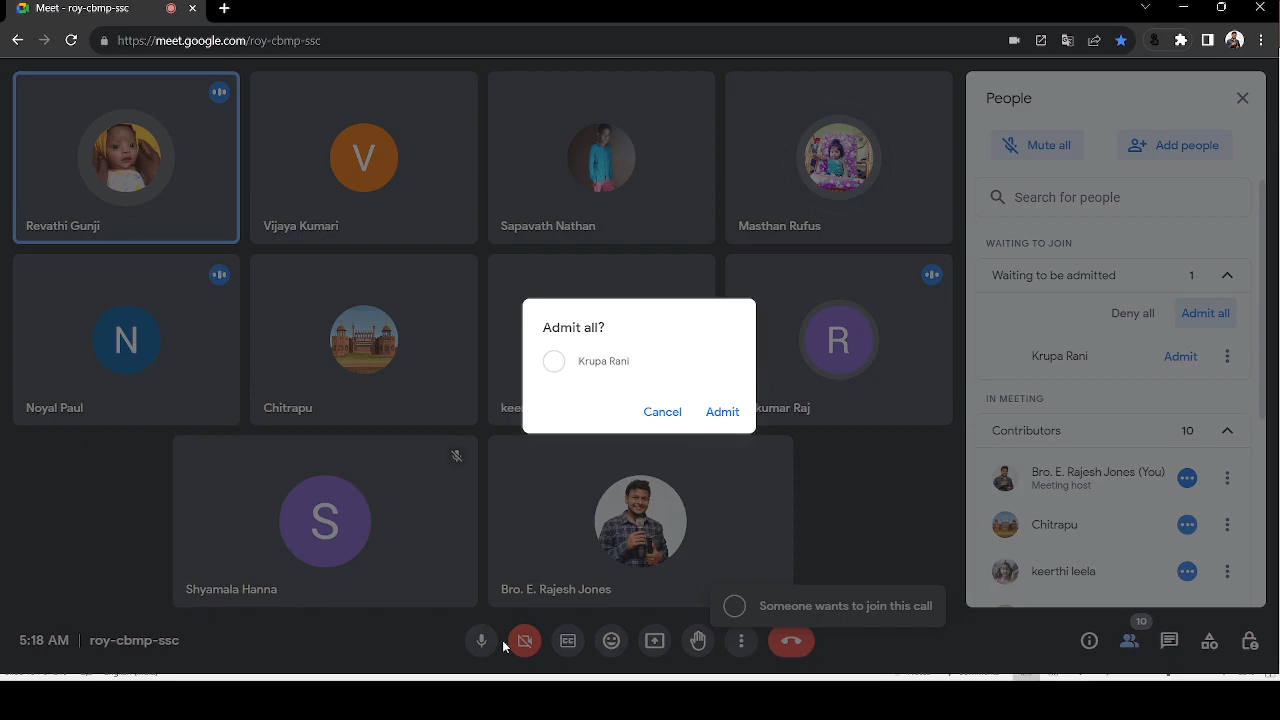 Meet - roy-cbmp-ssc
https://meet.google.com/roy-cbmp-ssc
Revathi Gunji
V
Vijaya Kumari
Sapavath Nathan
Masthan Rufus
N
Noyal Paul
Chitrapu
kee
R
kumar Raj
S
Shyamala Hanna
Bro. E. Rajesh Jones
Admit all?
Krupa Rani
Cancel
Admit
Someone wants to join this call
People
Mute all
Add people
Search for people
WAITING TO JOIN
Waiting to be admitted 1
Deny all
Admit all
Krupa Rani
Admit
IN MEETING
Contributors 10
Bro. E. Rajesh Jones (You)
Meeting host
Chitrapu
keerthi leela
5:18 AM | roy-cbmp-ssc
CC
10